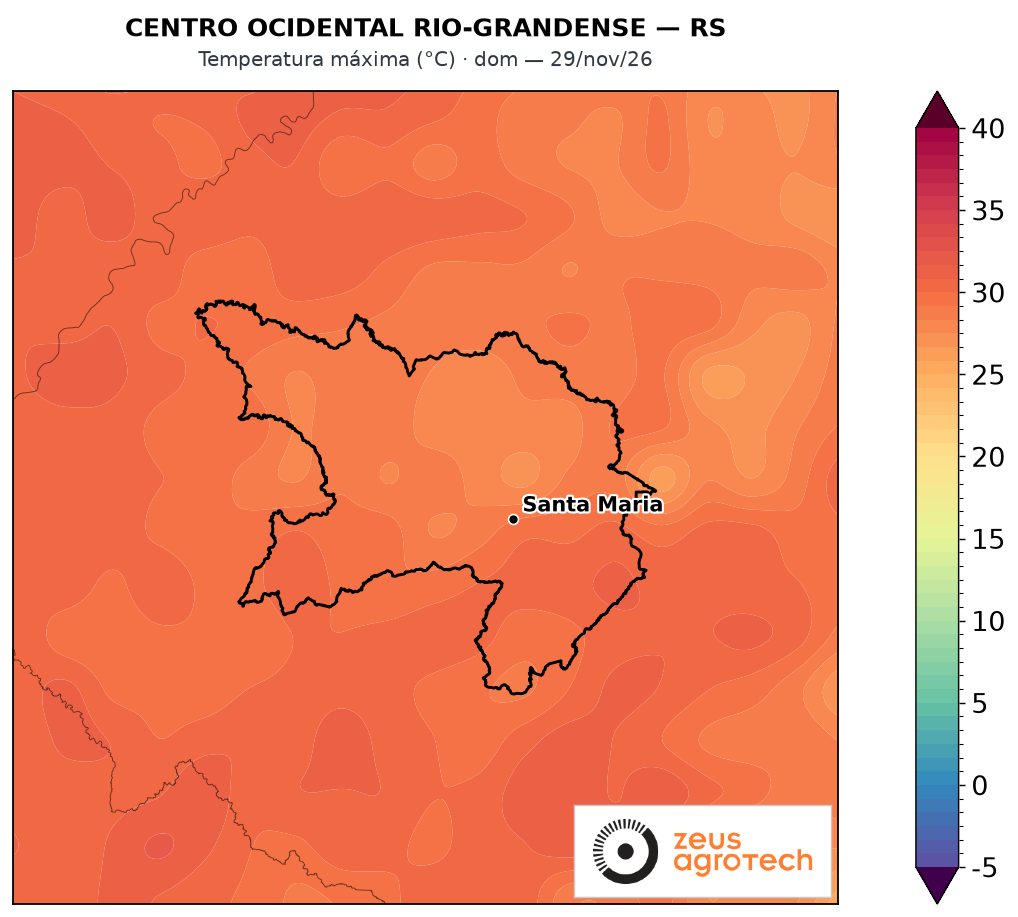 CENTRO OCIDENTAL RIO-GRANDENSE — RS
Temperatura máxima (°C) · dom — 29/nov/26
40
35
30
25
20
15
10
5
0
-5
Santa Maria
zeus
agrotech